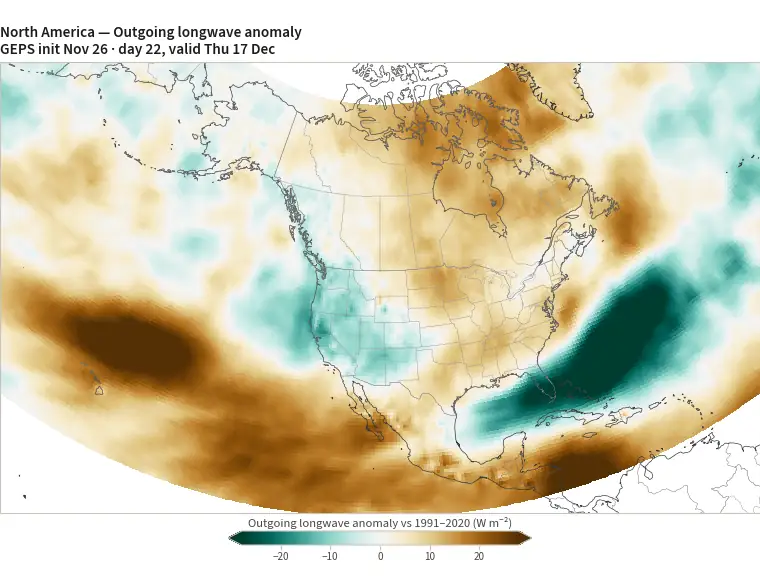 North America — Outgoing longwave anomaly
GEPS init Nov 26 · day 22, valid Thu 17 Dec
Outgoing longwave anomaly vs 1991–2020 (W m⁻²)
−20 −10 0 10 20